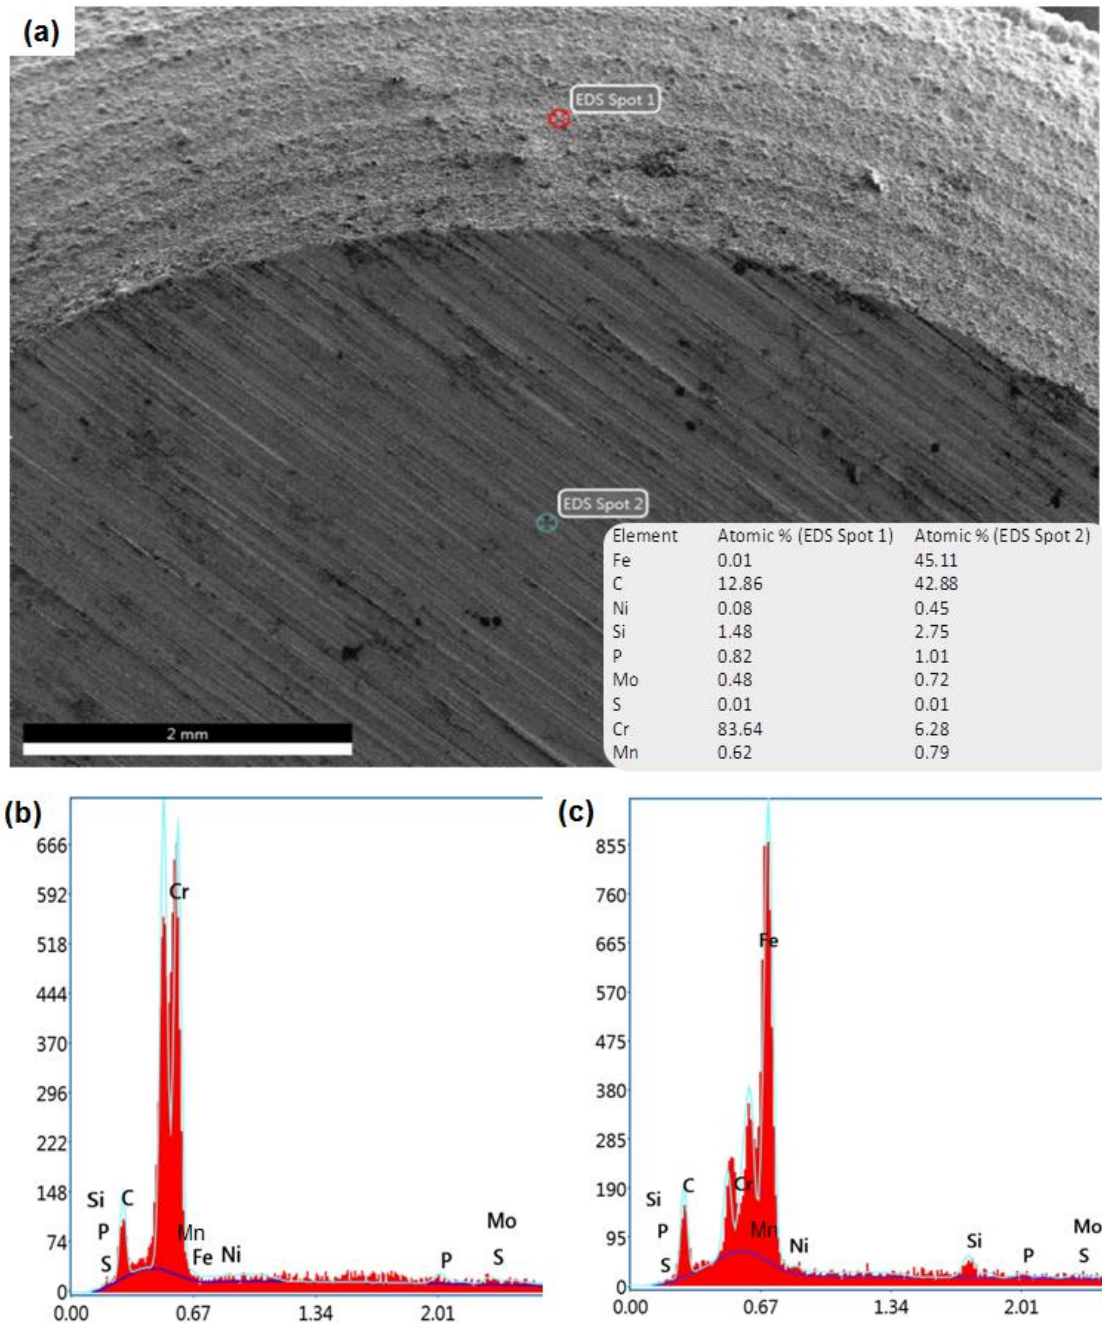 (a)
EDS Spot 1
EDS Spot 2
Element Atomic % (EDS Spot 1) Atomic % (EDS Spot 2)
Fe 0.01 45.11
C 12.86 42.88
Ni 0.08 0.45
Si 1.48 2.75
P 0.82 1.01
Mo 0.48 0.72
S 0.01 0.01
Cr 83.64 6.28
Mn 0.62 0.79
2 mm
(b)
666
592
518
444
370
296
222
148
74
0
Cr
Si C
P
S
Mn
Fe Ni
Mo
P S
0.00 0.67 1.34 2.01
(c)
855
760
665
570
475
380
285
190
95
0
Fe
Si C
P
S
Cr
Mn
Ni
Si
Mo
P S
0.00 0.67 1.34 2.01